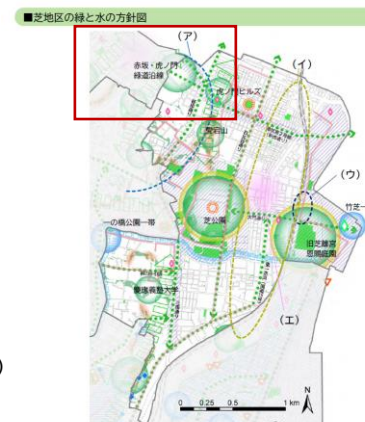 ■芝地区の緑と水の方針図
(ア)
(イ)
赤坂・虎ノ門
緑道沿線
虎ノ門ヒルズ
愛宕山
(ウ)
竹芝
芝公園
一の橋公園一帯
旧芝離宮
恩賜庭園
慶應義塾大学
(エ)
)
0 0.25 0.5 1 km
N